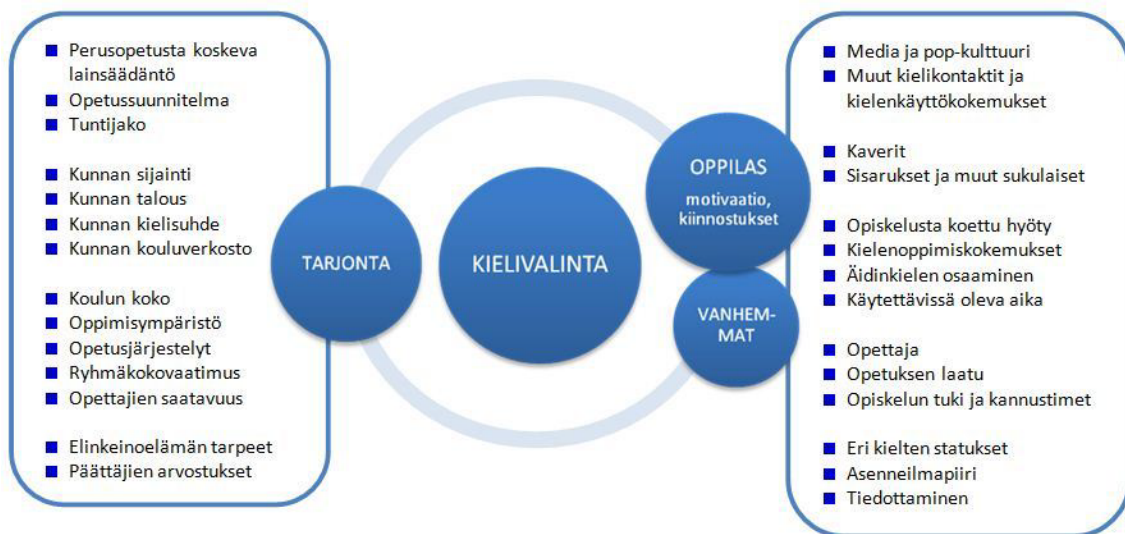 Perusopetusta koskeva
lainsäädäntö
Opetussuunnitelma
Tuntijako
Kunnan sijainti
Kunnan talous
Kunnan kielisuhde
Kunnan kouluverkosto
Koulun koko
Oppimisympäristö
Opetusjärjestelyt
Ryhmäkokovaatimus
Opettajien saatavuus
Elinkeinoelämän tarpeet
Päättäjien arvostukset
TARJONTA
KIELIVALINTA
OPPILAS
motivaatio,
kiinnostukset
VANHEM-
MAT
Media ja pop-kulttuuri
Muut kielikontaktit ja
kielenkäyttökokemukset
Kaverit
Sisarukset ja muut sukulaiset
Opiskelusta koettu hyöty
Kielenoppimiskokemukset
Äidinkielen osaaminen
Käytettävissä oleva aika
Opettaja
Opetuksen laatu
Opiskelun tuki ja kannustimet
Eri kielten statukset
Asenneilmapiiri
Tiedottaminen